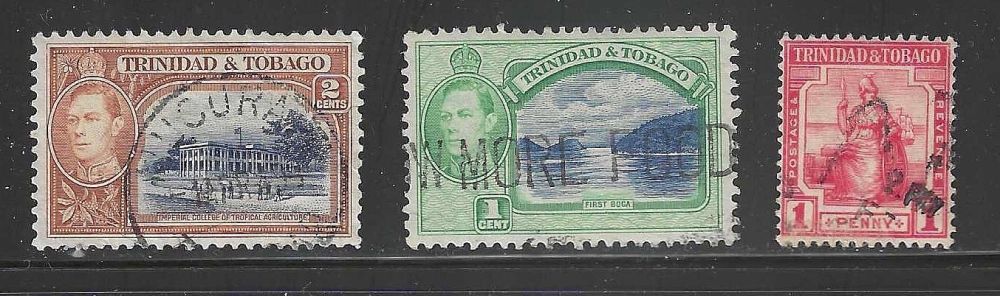 TRINIDAD & TOBAGO
2
CENTS
IMPERIAL COLLEGE OF TROPICAL AGRICULTURE
TRINIDAD & TOBAGO
MORE FOOD
1
CENT
FIRST BOCA
TRINIDAD & TOBAGO
POSTAGE &
REVENUE
1 PENNY 1
PM